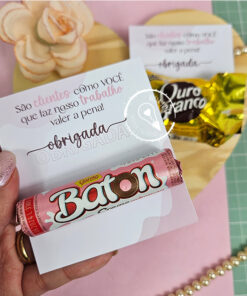 São clientes como VOCÊ
que faz nosso trabalho
valer a pena!
obrigada
Baton
São clientes como VOCÊ
que faz nosso trabalho
valer a pena!
obrigada
Ouro
Branco